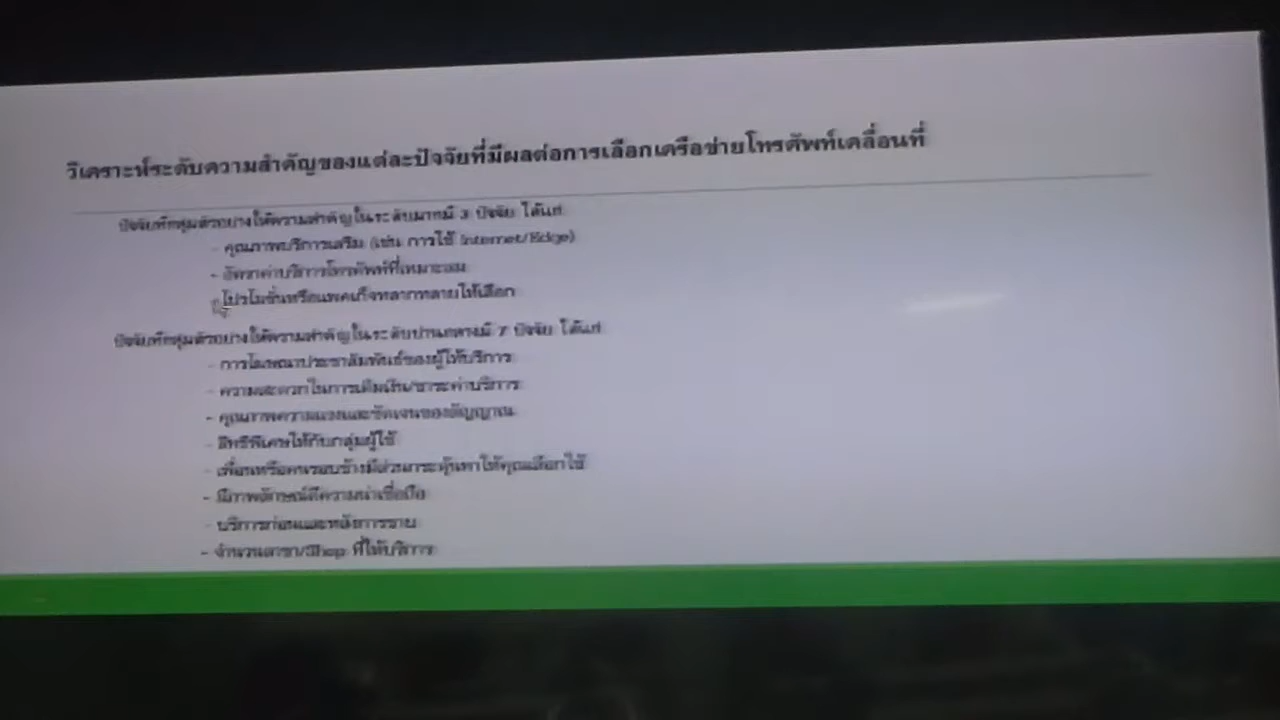 วิเคราะห์ระดับความสำคัญของแต่ละปัจจัยที่มีผลต่อการเลือกเครือข่ายโทรศัพท์เคลื่อนที่
ปัจจัยที่กลุ่มตัวอย่างให้ความสำคัญในระดับมากมี 3 ปัจจัย ได้แก่
- คุณภาพบริการเสริม (เช่น การใช้ Internet/Edge)
- อัตราค่าบริการโทรศัพท์ที่เหมาะสม
- โปรโมชั่นหรือแพคเก็จหลากหลายให้เลือก
ปัจจัยที่กลุ่มตัวอย่างให้ความสำคัญในระดับปานกลางมี 7 ปัจจัย ได้แก่
- การโฆษณาประชาสัมพันธ์ของผู้ให้บริการ
- ความสะดวกในการเติมเงิน/ชำระค่าบริการ
- คุณภาพความแรงและชัดเจนของสัญญาณ
- สิทธิพิเศษให้กับกลุ่มผู้ใช้
- เพื่อนหรือคนรอบข้างมีส่วนกระตุ้นทำให้คุณเลือกใช้
- มีภาพลักษณ์ดีความน่าเชื่อถือ
- บริการก่อนและหลังการขาย
- จำนวนสาขา/Shop ที่ให้บริการ